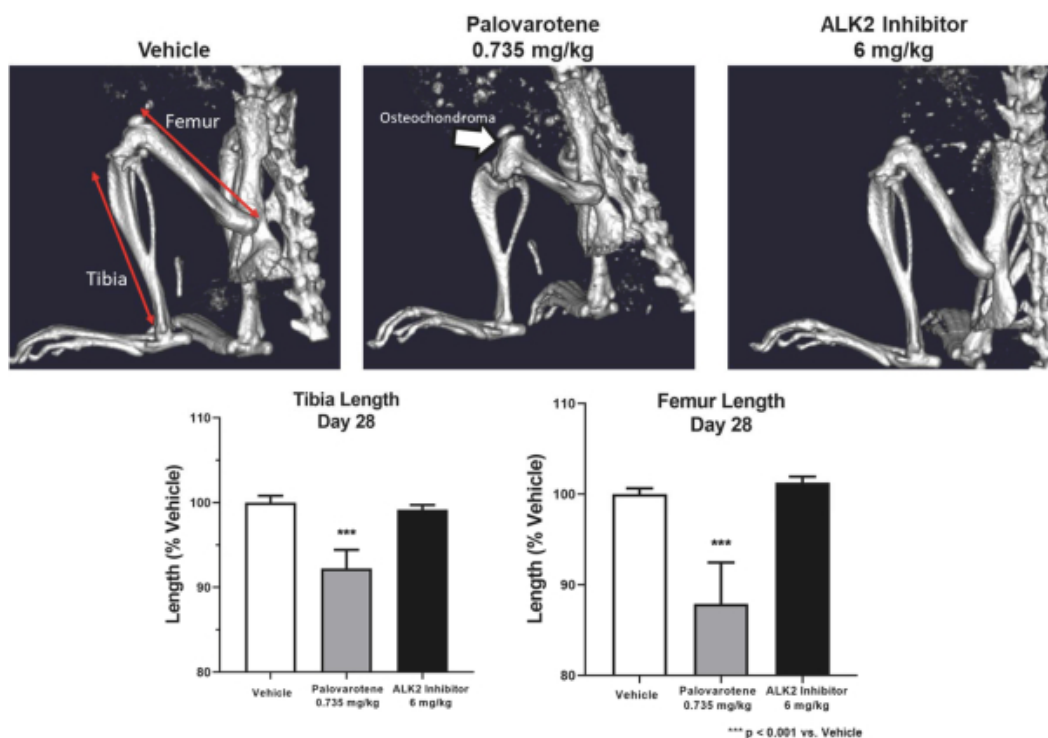 Vehicle
Palovarotene
0.735 mg/kg
ALK2 Inhibitor
6 mg/kg
Femur
Tibia
Osteochondroma
Tibia Length
Day 28
Length (% Vehicle)
110
100
90
80
Vehicle
Palovarotene
0.735 mg/kg
ALK2 Inhibitor
6 mg/kg
***
Femur Length
Day 28
Length (% Vehicle)
110
100
90
80
Vehicle
Palovarotene
0.735 mg/kg
ALK2 Inhibitor
6 mg/kg
***
*** p < 0.001 vs. Vehicle